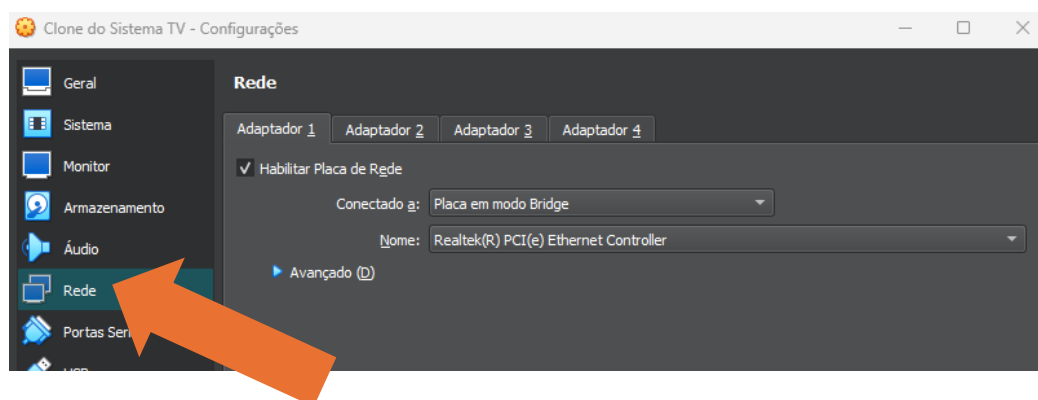 Clone do Sistema TV - Configurações
Geral
Sistema
Monitor
Armazenamento
Áudio
Rede
Portas
Rede
Adaptador 1 Adaptador 2 Adaptador 3 Adaptador 4
Habilitar Placa de Rede
Conectado a: Placa em modo Bridge
Nome: Realtek(R) PCI(e) Ethernet Controller
Avançado (D)